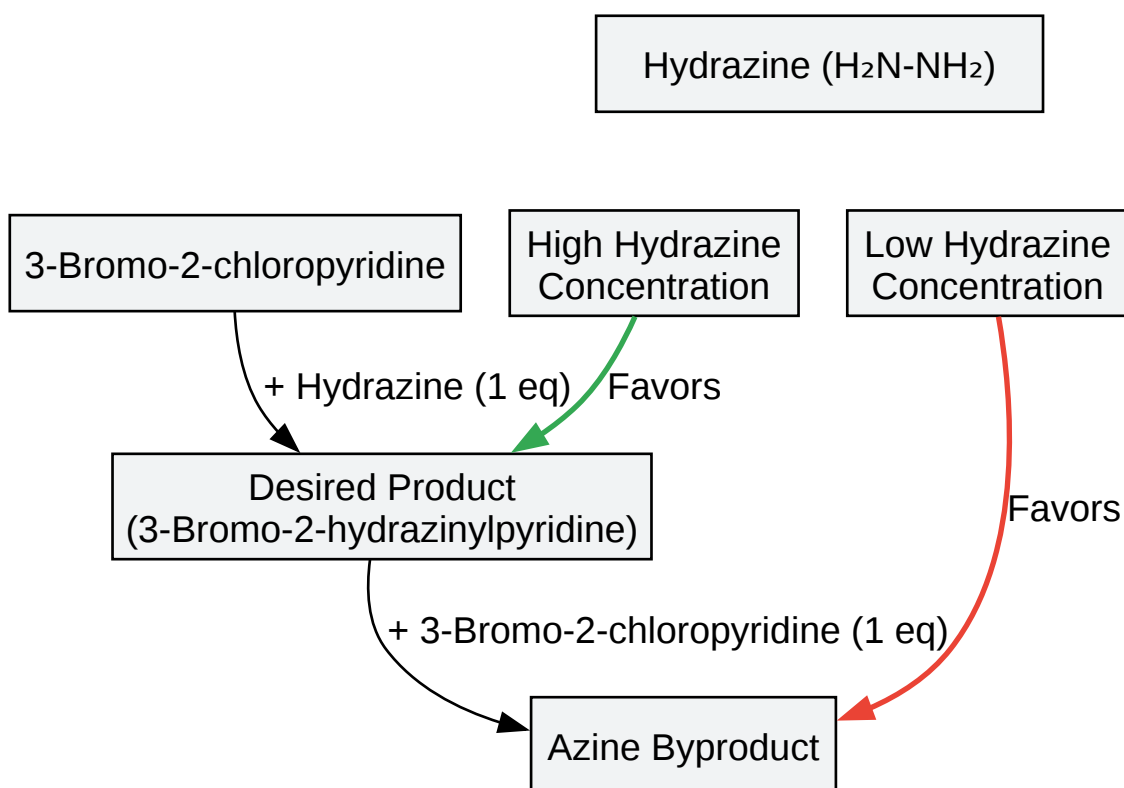 Hydrazine (H₂N-NH₂)
3-Bromo-2-chloropyridine
High Hydrazine
Concentration
Low Hydrazine
Concentration
+ Hydrazine (1 eq)
Favors
Desired Product
(3-Bromo-2-hydrazinylpyridine)
Favors
+ 3-Bromo-2-chloropyridine (1 eq)
Azine Byproduct